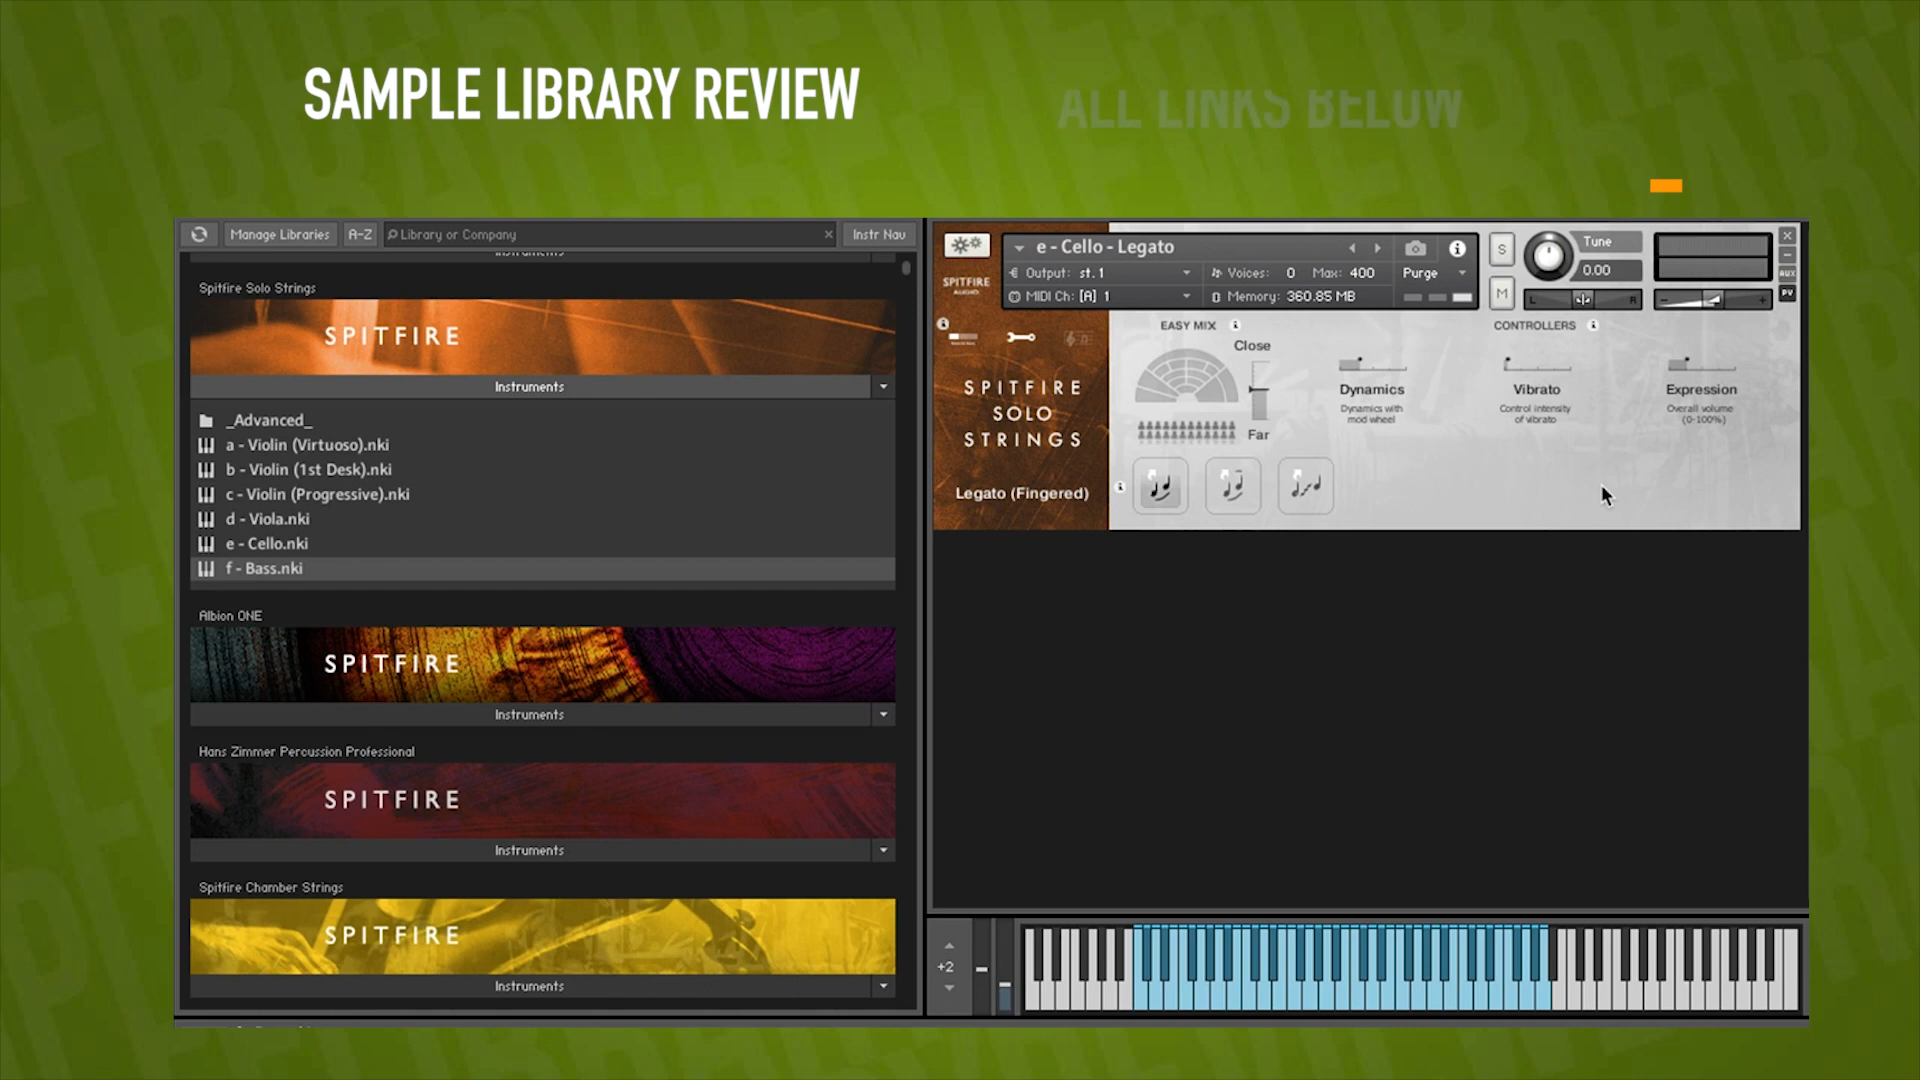 SAMPLE LIBRARY REVIEW
ALL LINKS BELOW
Manage Libraries
A-Z
Library or Company
×
Instr Nav
Instruments
Spitfire Solo Strings
SPITFIRE
Instruments
_Advanced_
a - Violin (Virtuoso).nki
b - Violin (1st Desk).nki
c - Violin (Progressive).nki
d - Viola.nki
e - Cello.nki
f - Bass.nki
Albion ONE
SPITFIRE
Instruments
Hans Zimmer Percussion Professional
SPITFIRE
Instruments
Spitfire Chamber Strings
SPITFIRE
Instruments
SPITFIRE
AUDIO
e - Cello - Legato
Output: st.1
Voices: 0 Max: 400
Purge
MIDI Ch: [A] 1
Memory: 360.85 MB
S
M
Tune
0.00
L R
- +
AUX
PV
SPITFIRE
SOLO
STRINGS
Legato (Fingered)
EASY MIX
Close
Far
CONTROLLERS
Dynamics
Dynamics with
mod wheel
Vibrato
Control intensity
of vibrato
Expression
Overall volume
(0-100%)
+2